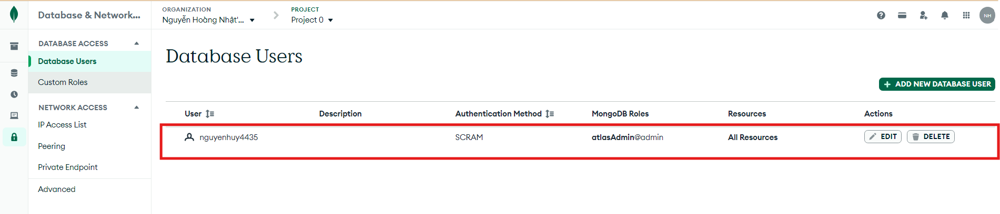 Database & Network...
ORGANIZATION
Nguyễn Hoàng Nhật'...
PROJECT
Project 0
NH
DATABASE ACCESS
Database Users
Custom Roles
NETWORK ACCESS
IP Access List
Peering
Private Endpoint
Advanced
Database Users
+ ADD NEW DATABASE USER
User Description Authentication Method MongoDB Roles Resources Actions
nguyenhuy4435 SCRAM atlasAdmin@admin All Resources EDIT DELETE